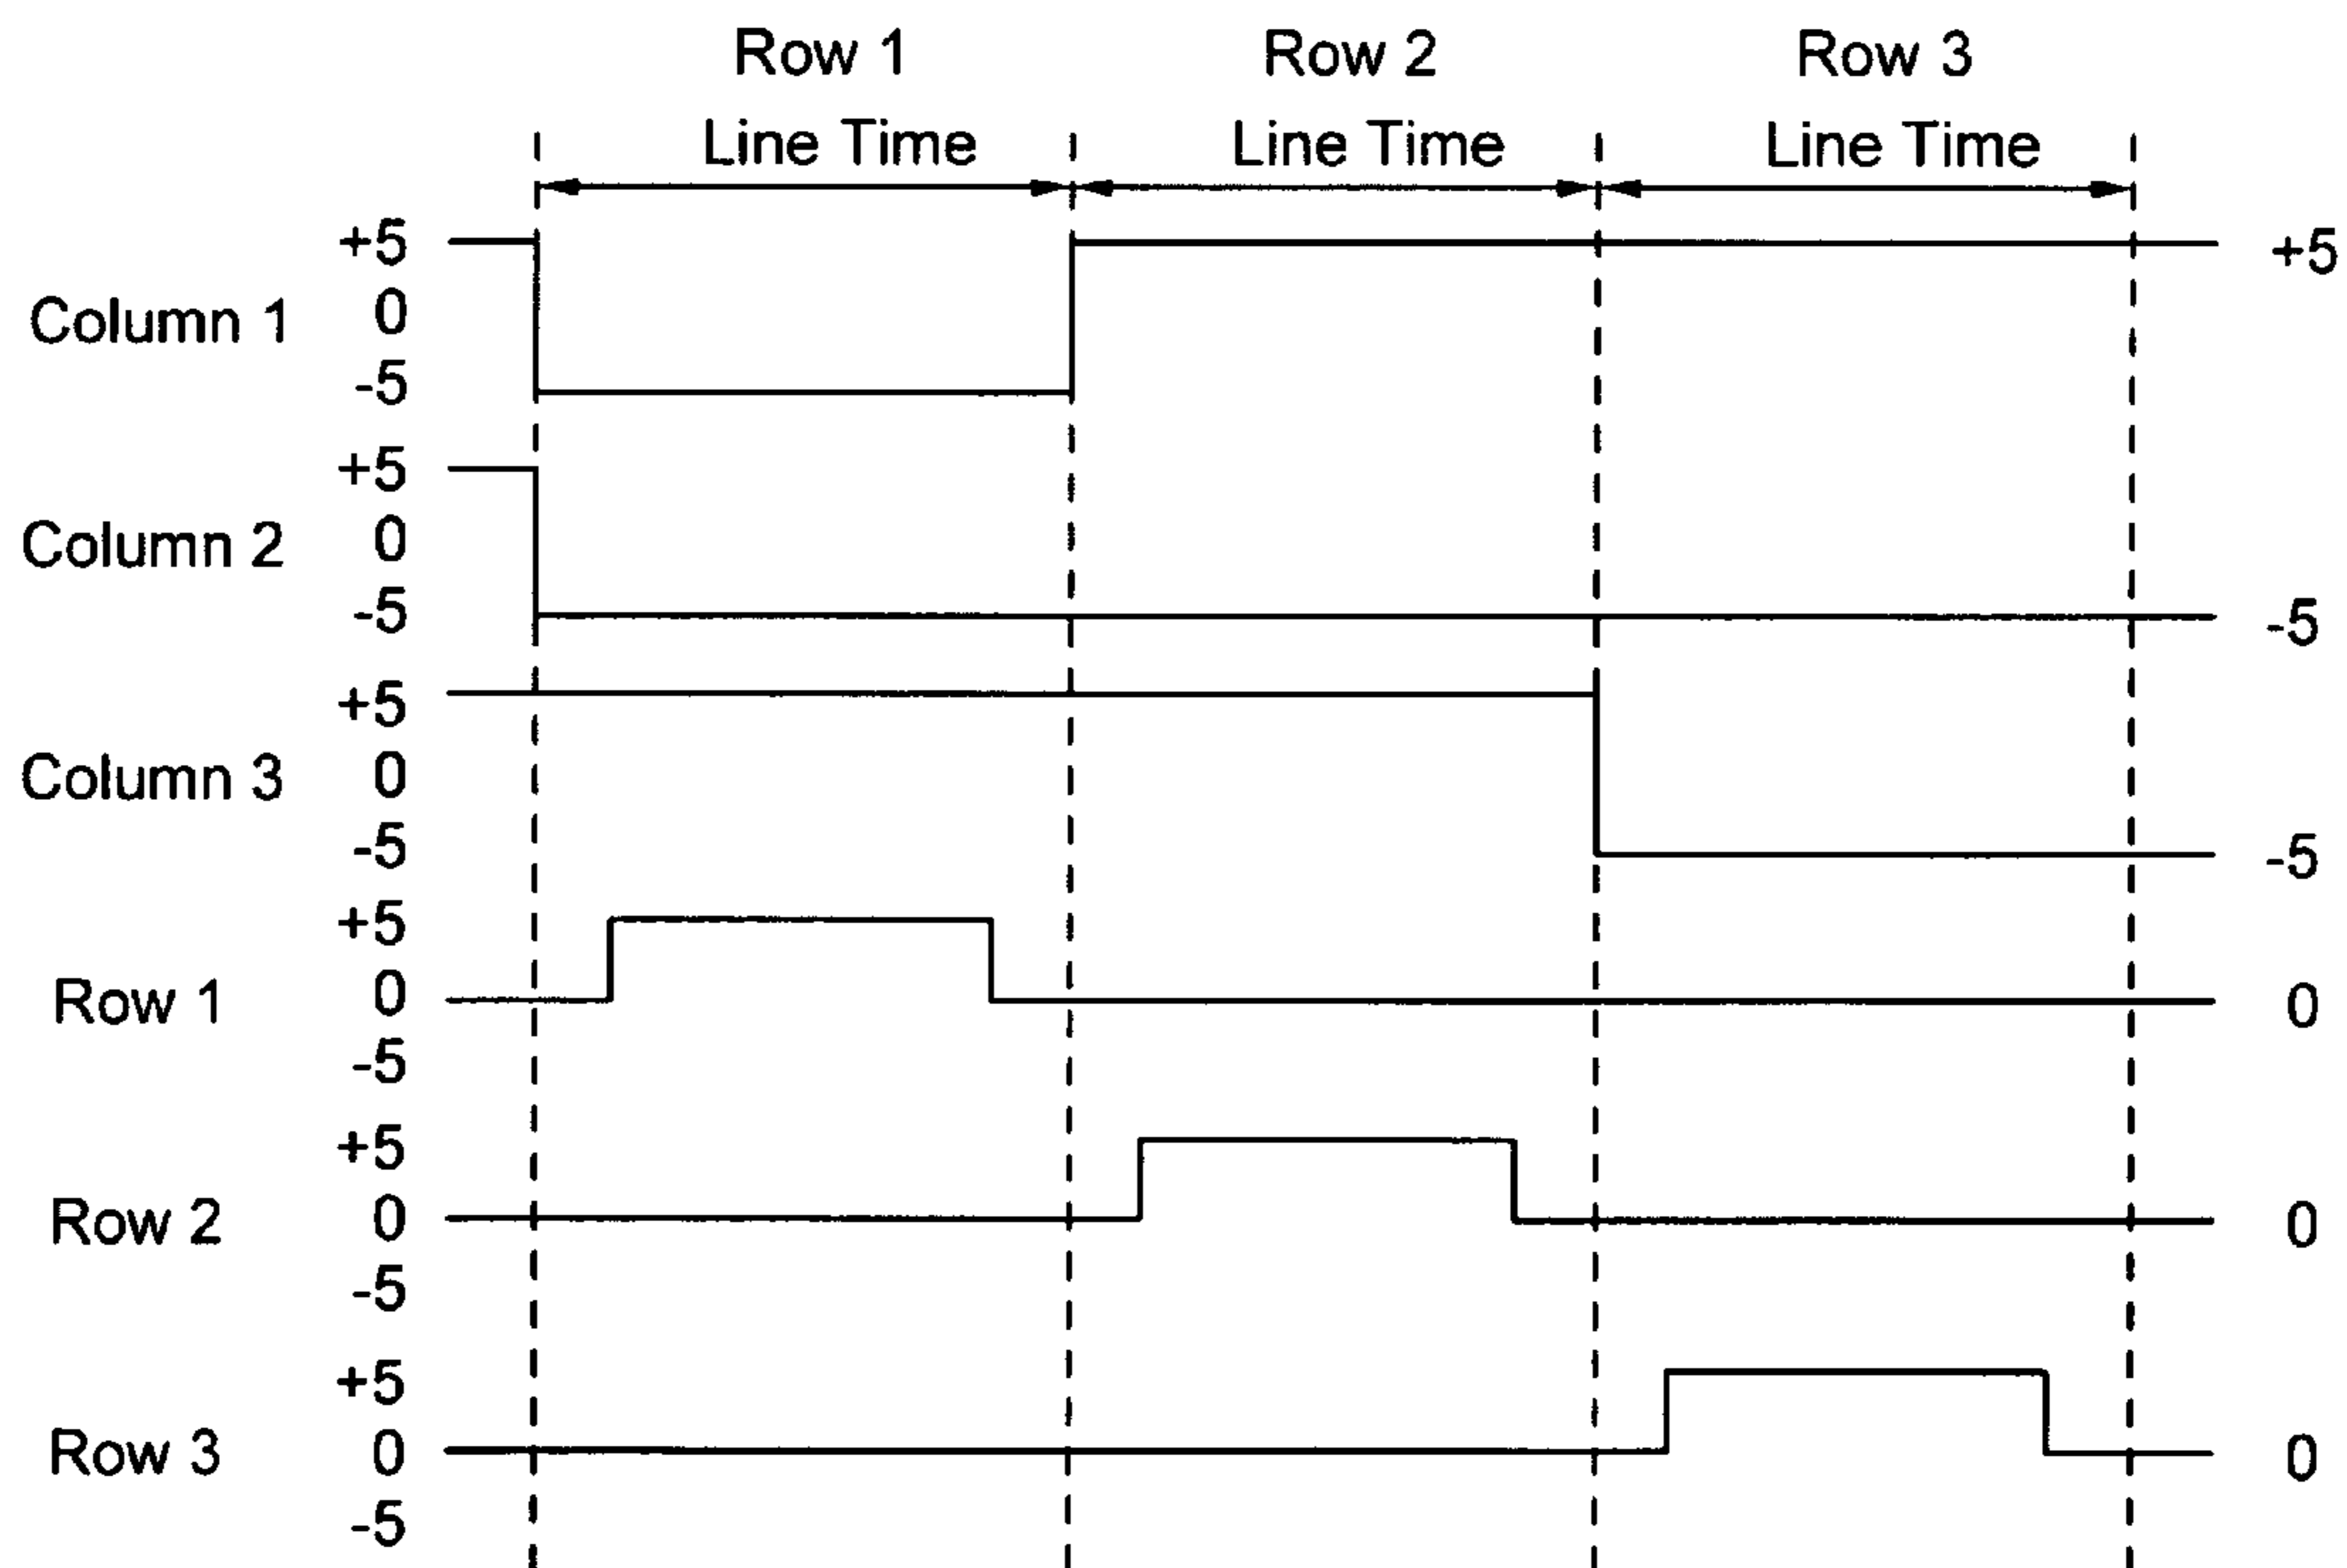 Row 1 Row 2 Row 3
Line Time Line Time Line Time
+5 +5
Column 1 0
-5
+5
Column 2 0
-5 -5
+5
Column 3 0
-5 -5
+5
Row 1 0 0
-5
+5
Row 2 0 0
-5
+5
Row 3 0 0
-5